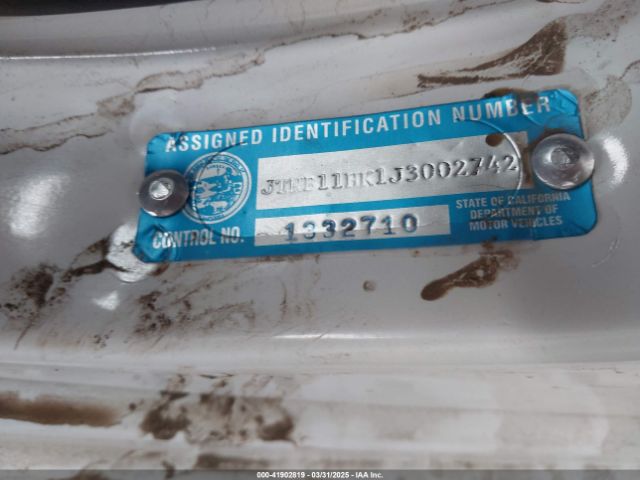 ASSIGNED IDENTIFICATION NUMBER
JTNB11HK1J3002742
CONTROL NO. 1332710
STATE OF CALIFORNIA
DEPARTMENT OF
MOTOR VEHICLES
000-41902819 - 03/31/2025 - IAA, Inc.